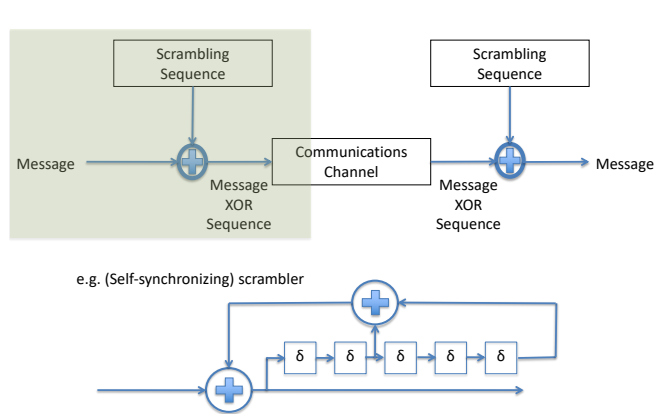 Scrambling
Sequence
Scrambling
Sequence
Message
Communications
Channel
Message
Message
XOR
Sequence
Message
XOR
Sequence
e.g. (Self-synchronizing) scrambler
δ δ δ δ δ